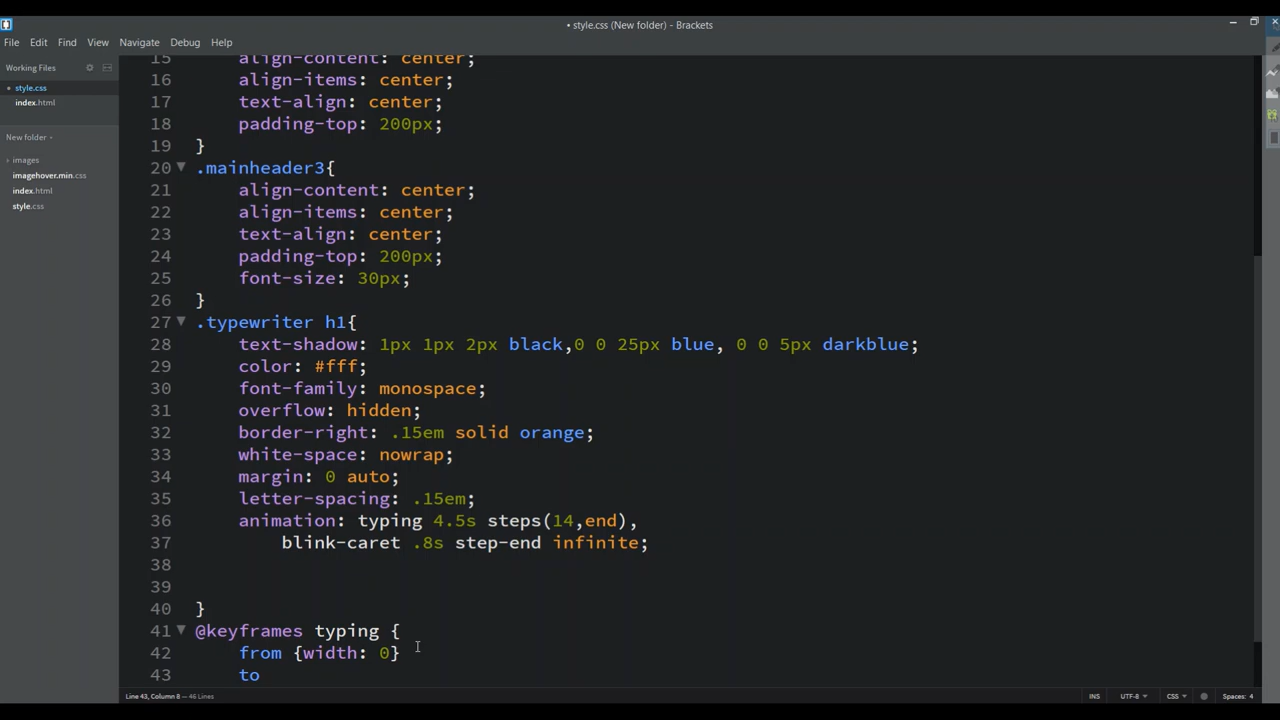 • style.css (New folder) - Brackets
File Edit Find View Navigate Debug Help
Working Files
style.css
index.html
New folder
images
imagehover.min.css
index.html
style.css
15 align-content: center;
16 align-items: center;
17 text-align: center;
18 padding-top: 200px;
19 }
20 .mainheader3{
21 align-content: center;
22 align-items: center;
23 text-align: center;
24 padding-top: 200px;
25 font-size: 30px;
26 }
27 .typewriter h1{
28 text-shadow: 1px 1px 2px black,0 0 25px blue, 0 0 5px darkblue;
29 color: #fff;
30 font-family: monospace;
31 overflow: hidden;
32 border-right: .15em solid orange;
33 white-space: nowrap;
34 margin: 0 auto;
35 letter-spacing: .15em;
36 animation: typing 4.5s steps(14,end),
37 blink-caret .8s step-end infinite;
38
39
40 }
41 @keyframes typing {
42 from {width: 0}
43 to
Line 43, Column 8 — 46 Lines
INS UTF-8 CSS Spaces: 4